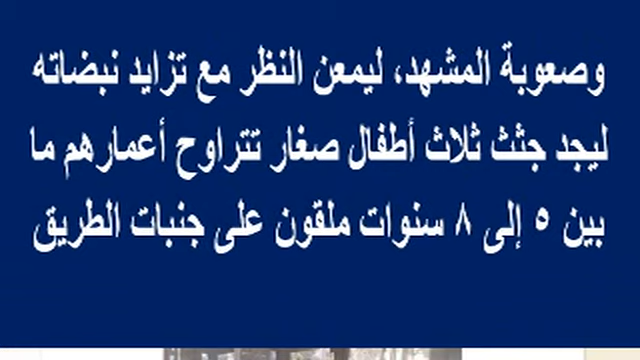 وصعوبة المشهد، ليمعن النظر مع تزايد نبضاته
ليجد جثث ثلاث أطفال صغار تتراوح أعمارهم ما
بين ٥ إلى ٨ سنوات ملقون على جنبات الطريق